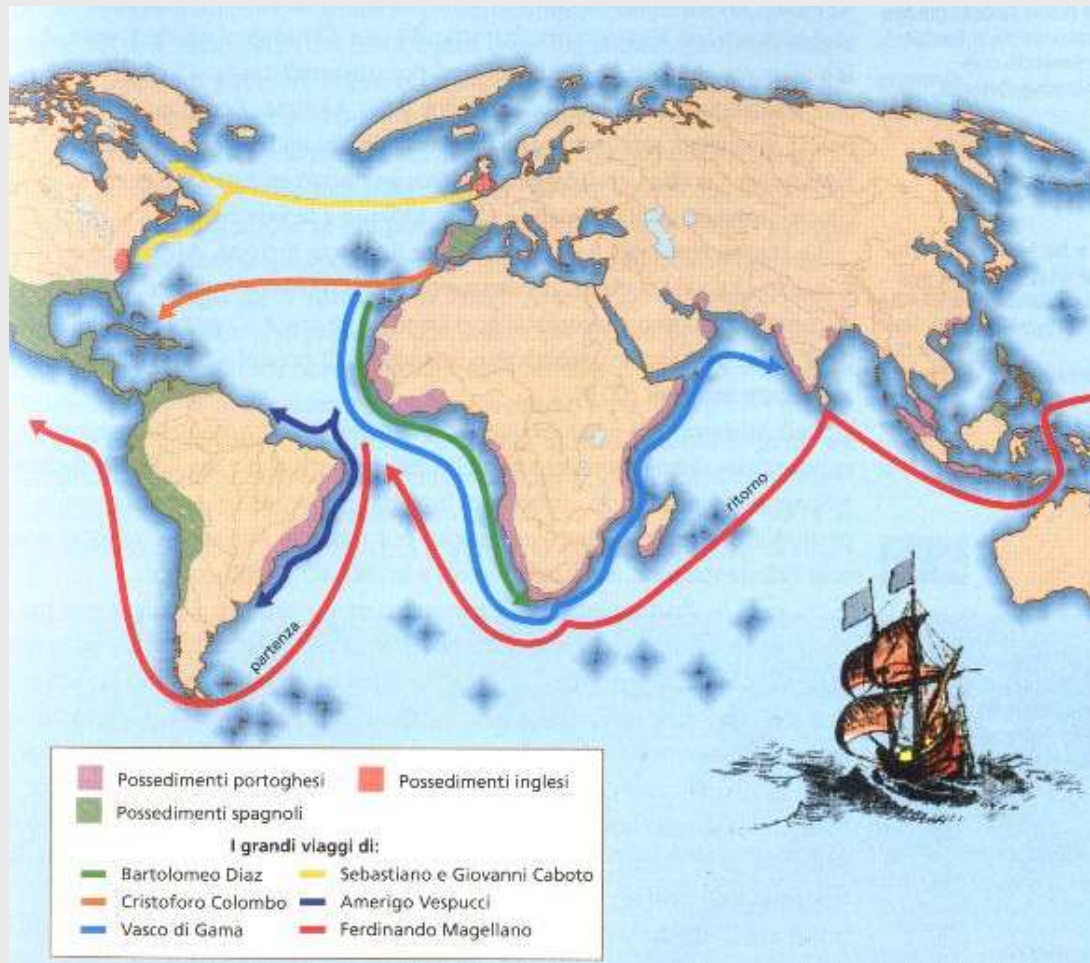 ritorno
partenza
Possedimenti portoghesi Possedimenti inglesi
Possedimenti spagnoli
I grandi viaggi di:
Bartolomeo Diaz Sebastiano e Giovanni Caboto
Cristoforo Colombo Amerigo Vespucci
Vasco di Gama Ferdinando Magellano